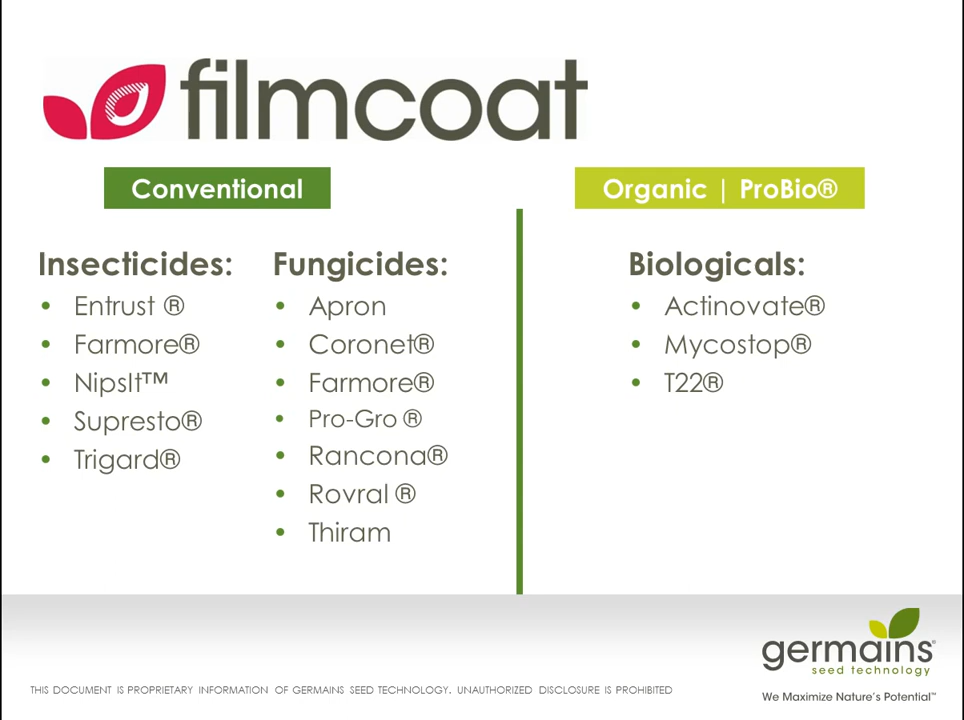 filmcoat
Conventional
Organic | ProBio®
Insecticides:
• Entrust ®
• Farmore®
• NipsIt™
• Supresto®
• Trigard®
Fungicides:
• Apron
• Coronet®
• Farmore®
• Pro-Gro ®
• Rancona®
• Rovral ®
• Thiram
Biologicals:
• Actinovate®
• Mycostop®
• T22®
germains®
seed technology
We Maximize Nature's Potential™
THIS DOCUMENT IS PROPRIETARY INFORMATION OF GERMAINS SEED TECHNOLOGY. UNAUTHORIZED DISCLOSURE IS PROHIBITED